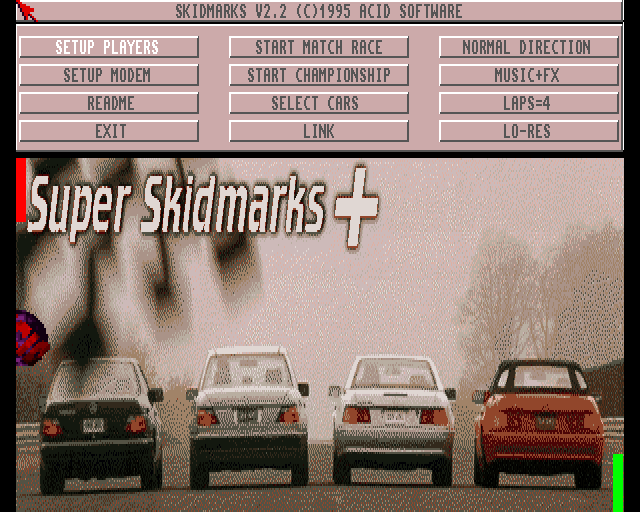 SKIDMARKS V2.2 (C)1995 ACID SOFTWARE
SETUP PLAYERS START MATCH RACE NORMAL DIRECTION
SETUP MODEM START CHAMPIONSHIP MUSIC+FX
README SELECT CARS LAPS=4
EXIT LINK LO-RES
Super Skidmarks +